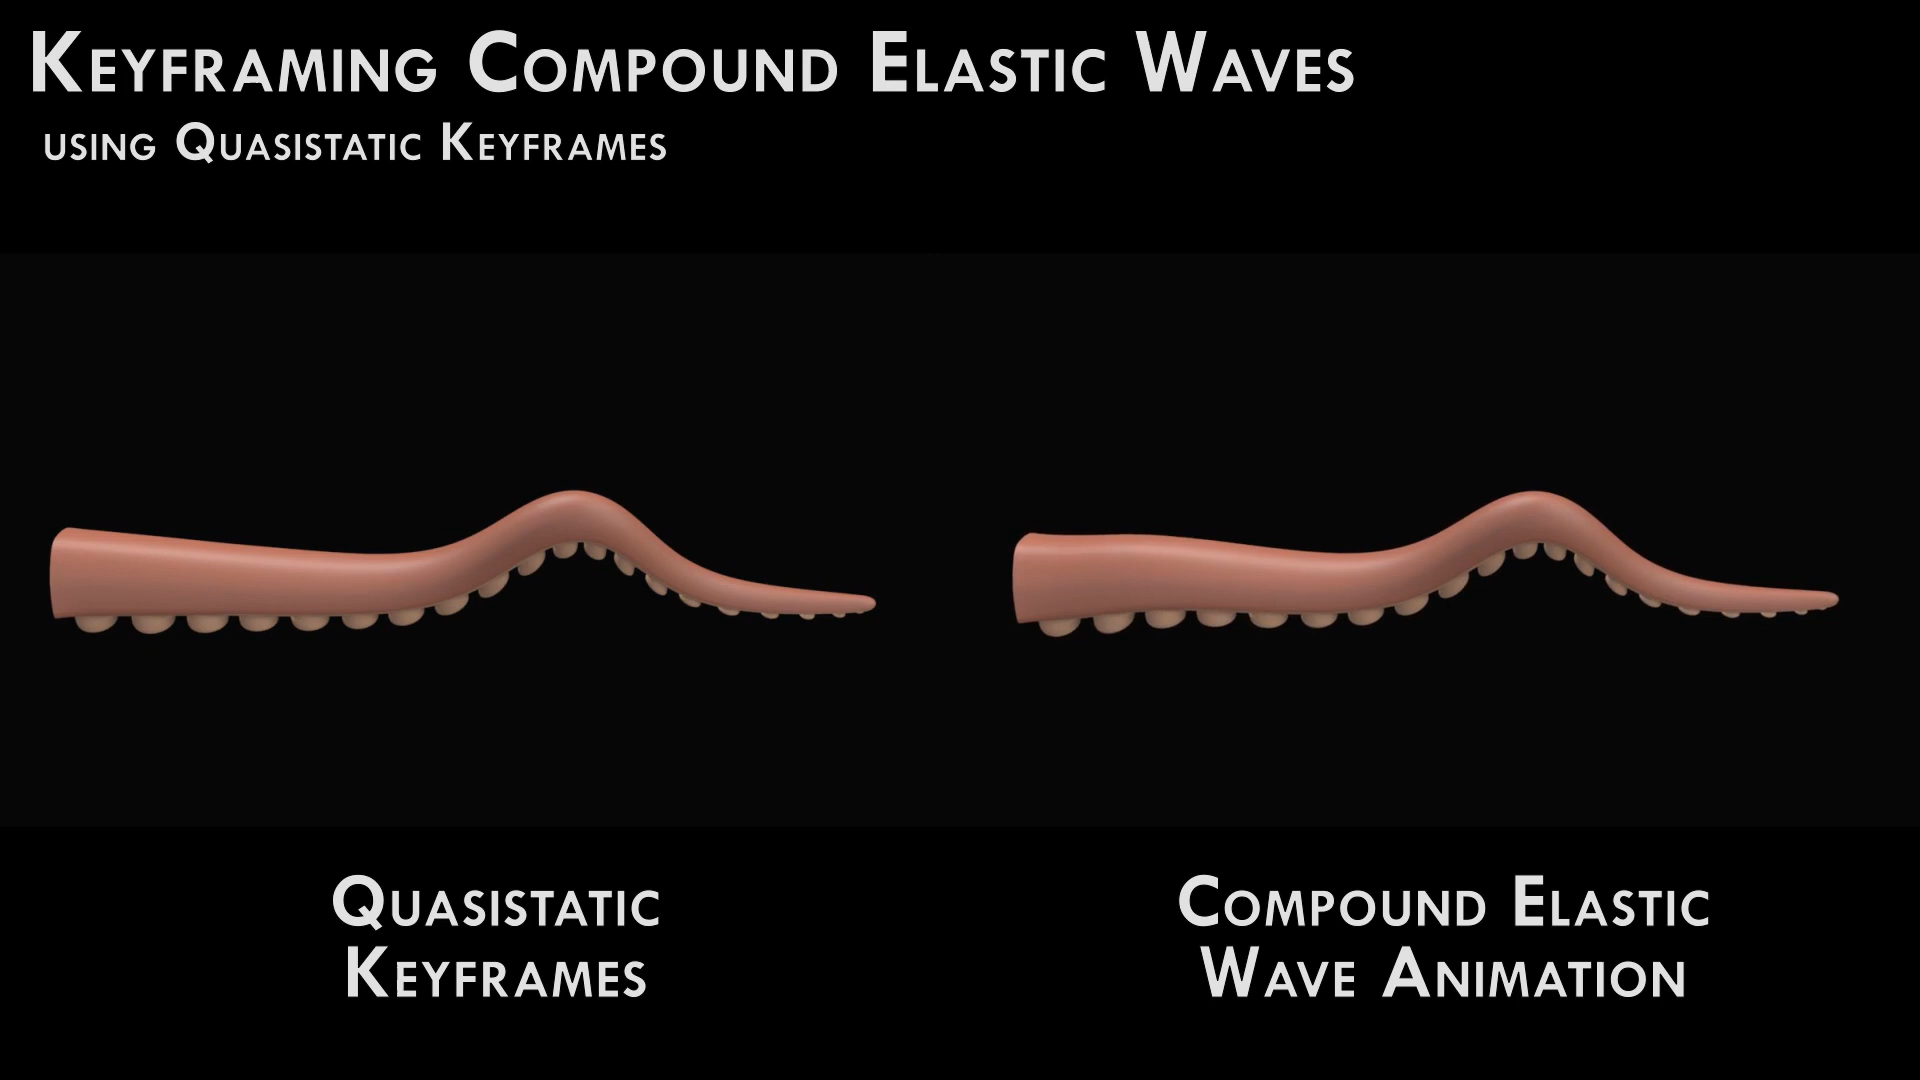 Keyframing Compound Elastic Waves
using Quasistatic Keyframes
Quasistatic
Keyframes
Compound Elastic
Wave Animation